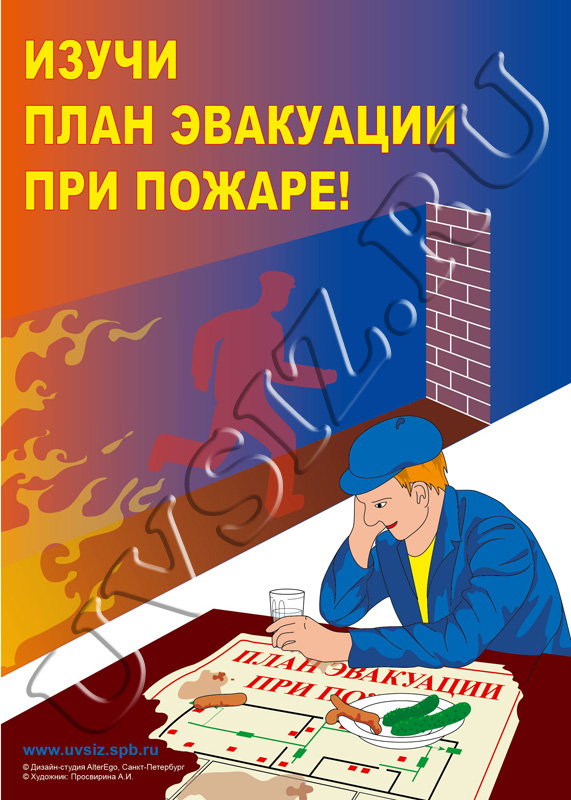 ИЗУЧИ
ПЛАН ЭВАКУАЦИИ
ПРИ ПОЖАРЕ!
UVSIZ.RU
ПЛАН ЭВАКУАЦИИ
ПРИ ПОЖ
www.uvsiz.spb.ru
© Дизайн-студия AlterEgo, Санкт-Петербург
© Художник: Просвирина А.И.